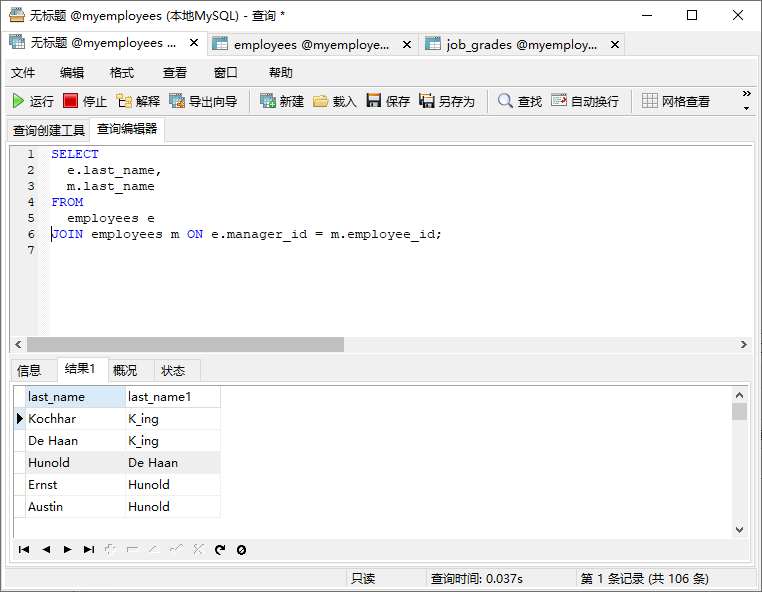 无标题 @myemployees (本地MySQL) - 查询 *
无标题 @myemployees ... employees @myemploye... job_grades @myemploy...
文件 编辑 格式 查看 窗口 帮助
运行 停止 解释 导出向导 新建 载入 保存 另存为 查找 自动换行 网格查看
查询创建工具 查询编辑器
1 SELECT
2 e.last_name,
3 m.last_name
4 FROM
5 employees e
6 JOIN employees m ON e.manager_id = m.employee_id;
7
信息 结果1 概况 状态
last_name last_name1
Kochhar K_ing
De Haan K_ing
Hunold De Haan
Ernst Hunold
Austin Hunold
只读 查询时间: 0.037s 第 1 条记录 (共 106 条)